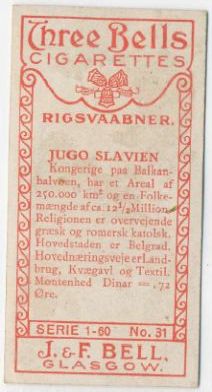 Three Bells
CIGARETTES
RIGSVAABNER.
JUGO SLAVIEN
Kongerige paa Balkan-
halvøen, har et Areal af
250.000 km² og en Folke-
mængde af ca. 12½ Million.
Religionen er overvejende
græsk og romersk katolsk.
Hovedstaden er Belgrad.
Hovednæringsveje er Land-
brug, Kvægavl og Textil.
Møntenhed Dinar = .72
Øre.
SERIE 1-60 No. 31
J. & F. BELL.
GLASGOW.